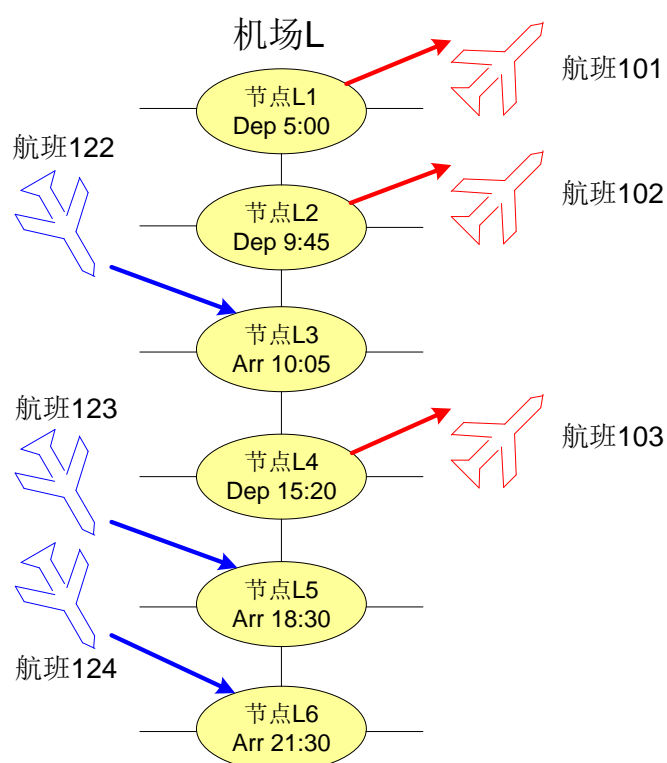 机场L
节点L1
Dep 5:00
航班101
航班122
节点L2
Dep 9:45
航班102
节点L3
Arr 10:05
航班123
节点L4
Dep 15:20
航班103
节点L5
Arr 18:30
航班124
节点L6
Arr 21:30